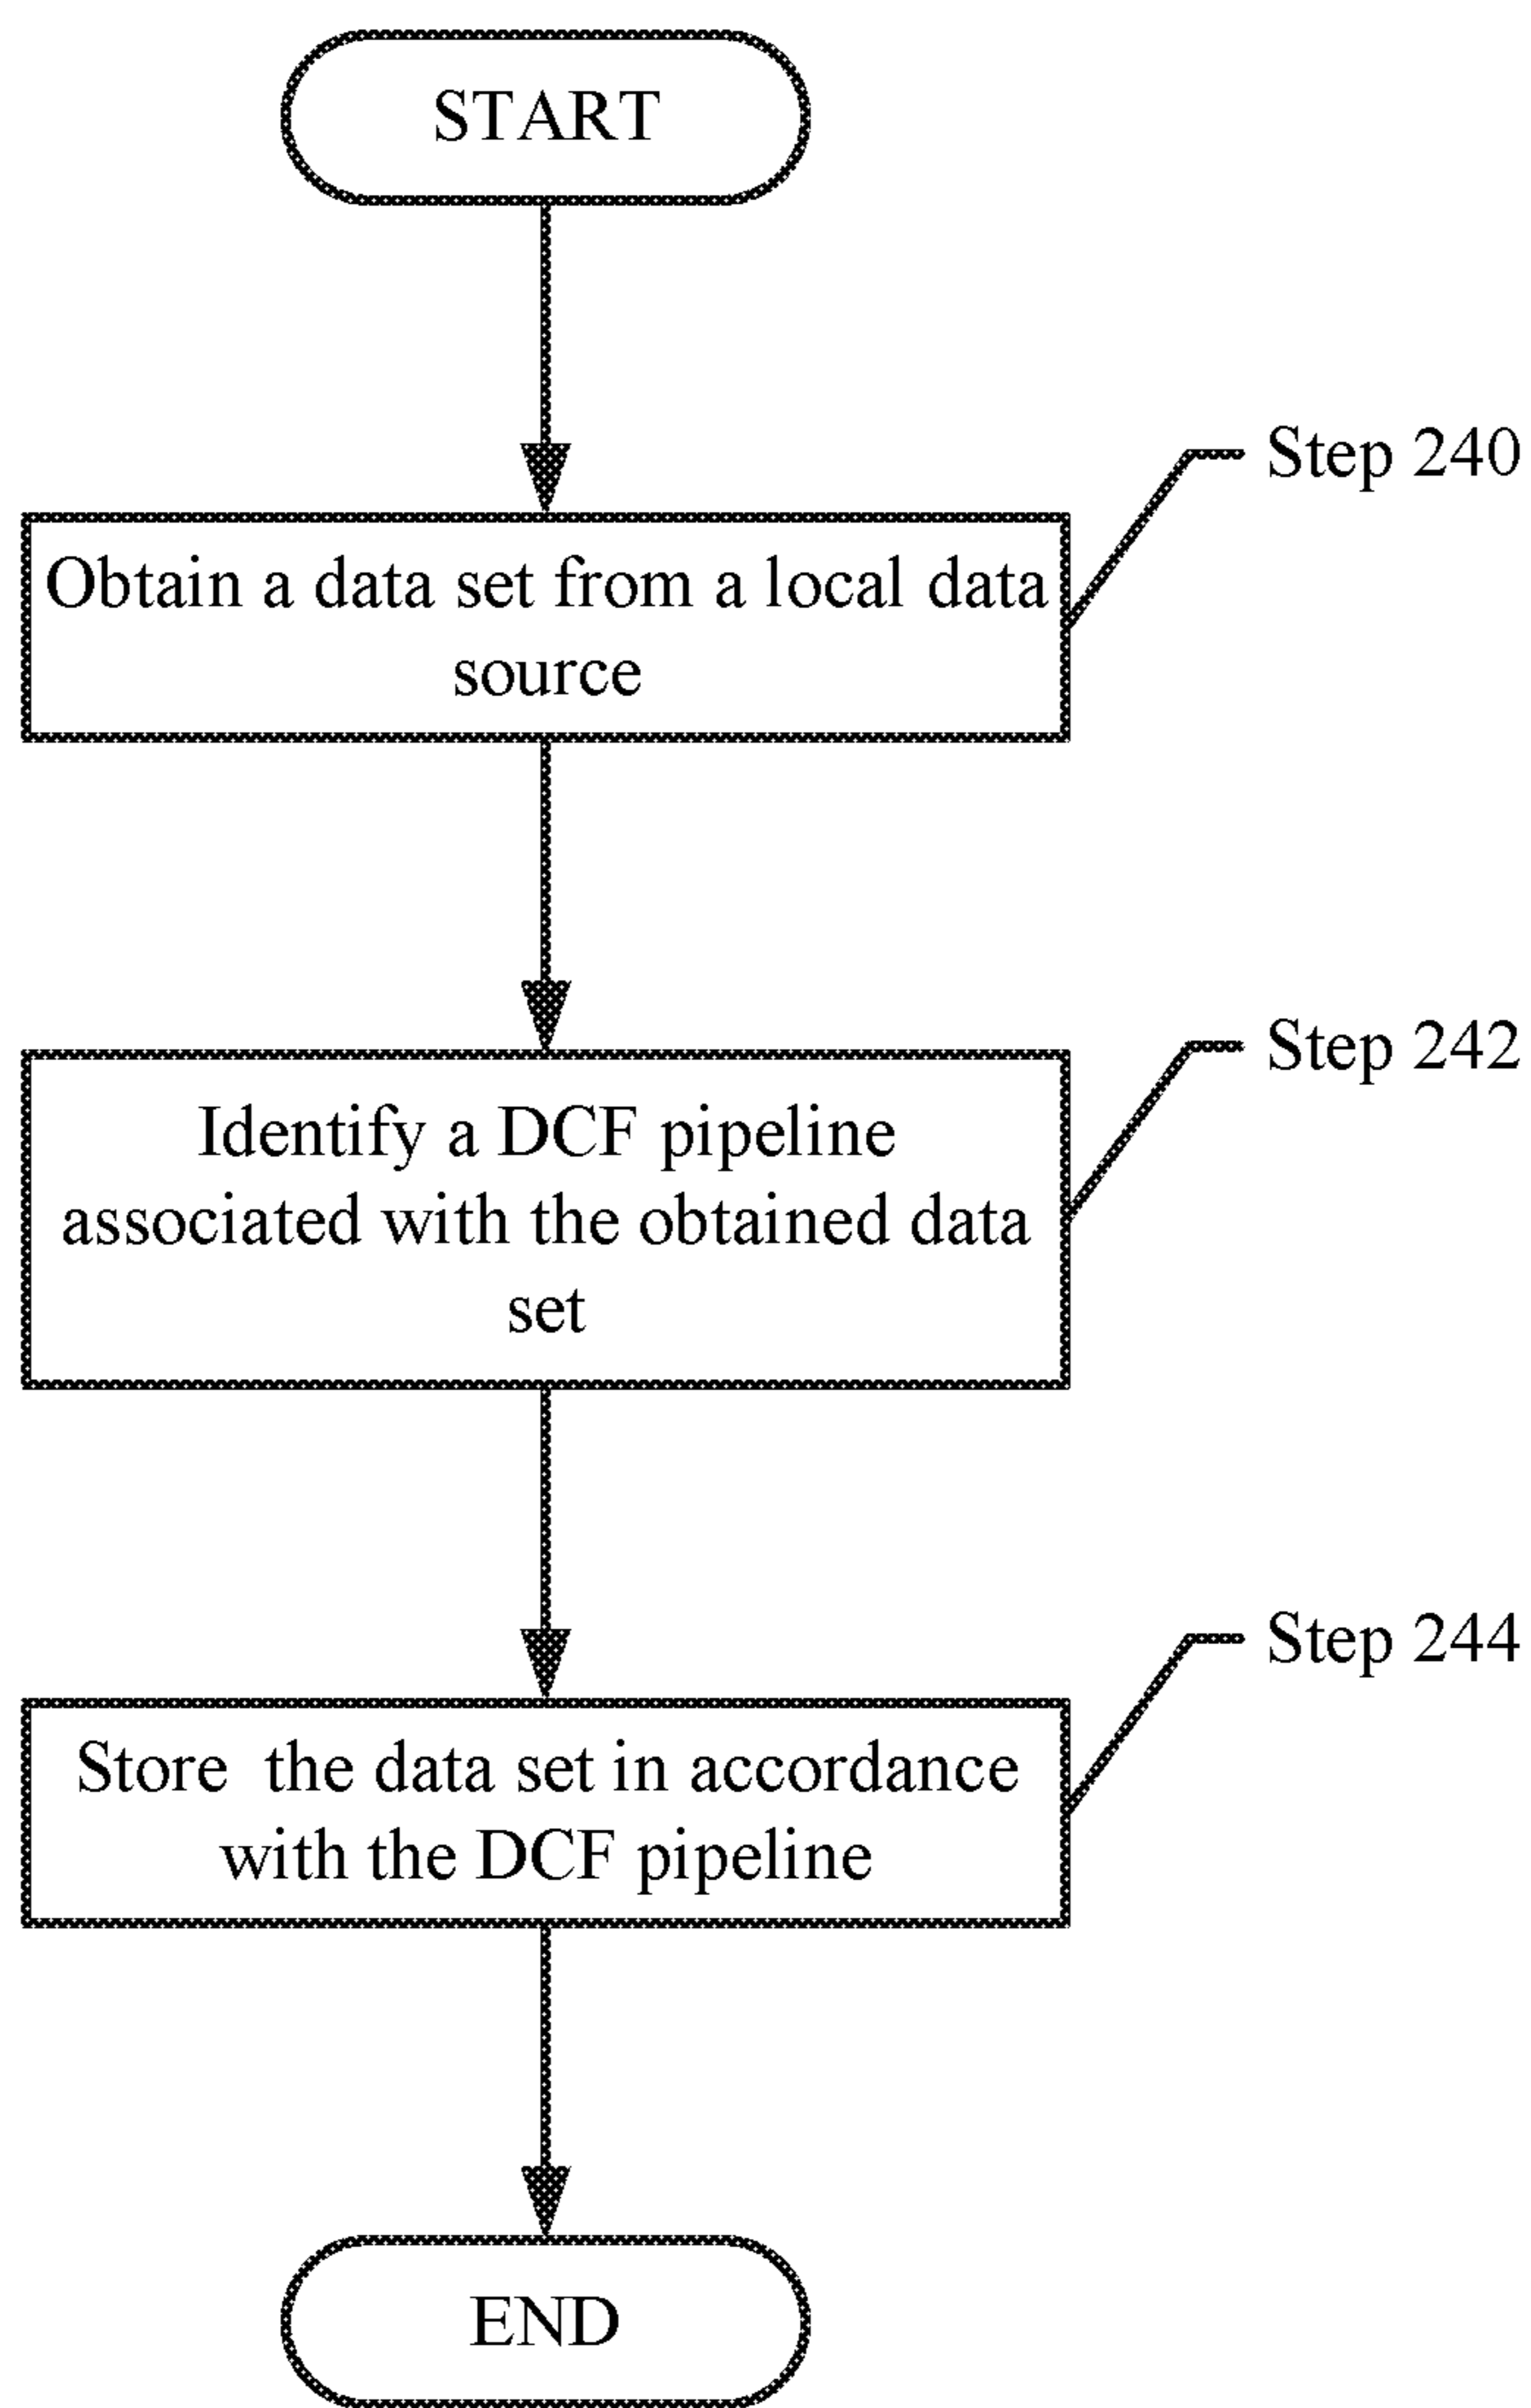 START
Step 240
Obtain a data set from a local data
source
Step 242
Identify a DCF pipeline
associated with the obtained data
set
Step 244
Store the data set in accordance
with the DCF pipeline
END